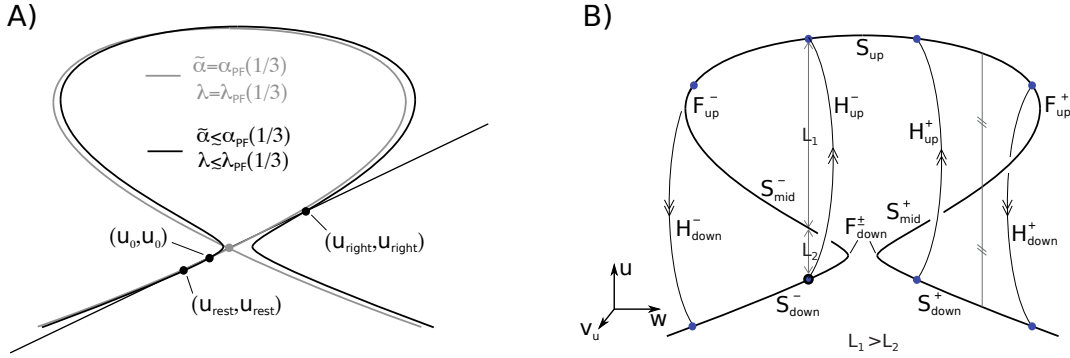 A)
α̃=α_PF(1/3)
λ=λ_PF(1/3)
α̃≲α_PF(1/3)
λ≲λ_PF(1/3)
(u_0,u_0)
(u_right,u_right)
(u_rest,u_rest)
B)
S_up
F_up^-
H_up^-
F_up^+
L_1
H_up^+
S_mid^-
S_mid^+
F_down^±
H_down^-
H_down^+
L_2
S_down^-
S_down^+
u
w
v_u
L_1>L_2